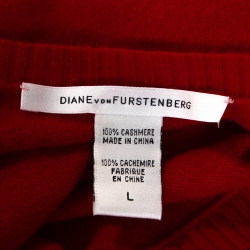 DIANE VON FURSTENBERG
100% CASHMERE
MADE IN CHINA
100% CACHEMIRE
FABRIQUE
EN CHINE
L